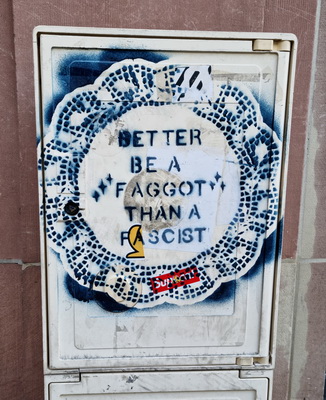 BETTER
BE A
"FAGGOT"
THAN A
FASCIST